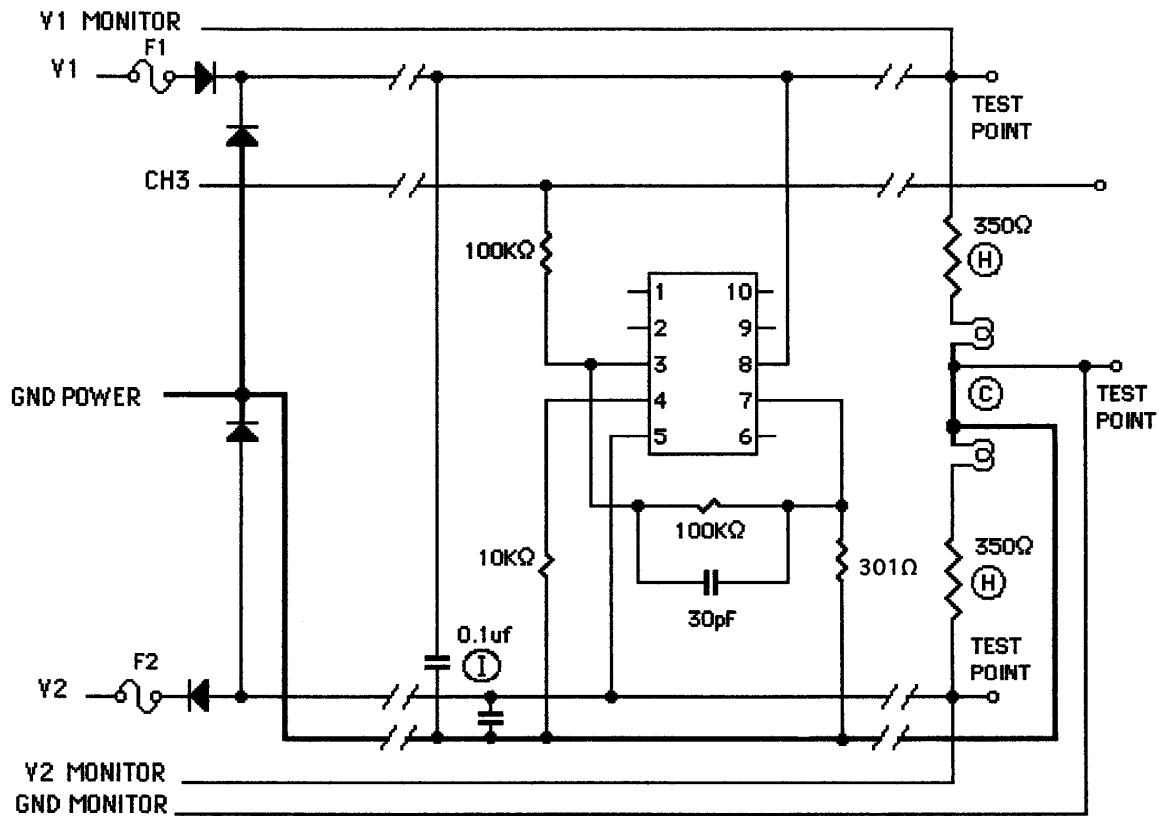 V1 MONITOR
F1
V1
TEST
POINT
CH3
350Ω
H
100KΩ
1 10
2 9
3 8
4 7
5 6
GND POWER
C
TEST
POINT
100KΩ
10KΩ
301Ω
350Ω
H
30pF
0.1uf
I
F2
TEST
POINT
V2
V2 MONITOR
GND MONITOR